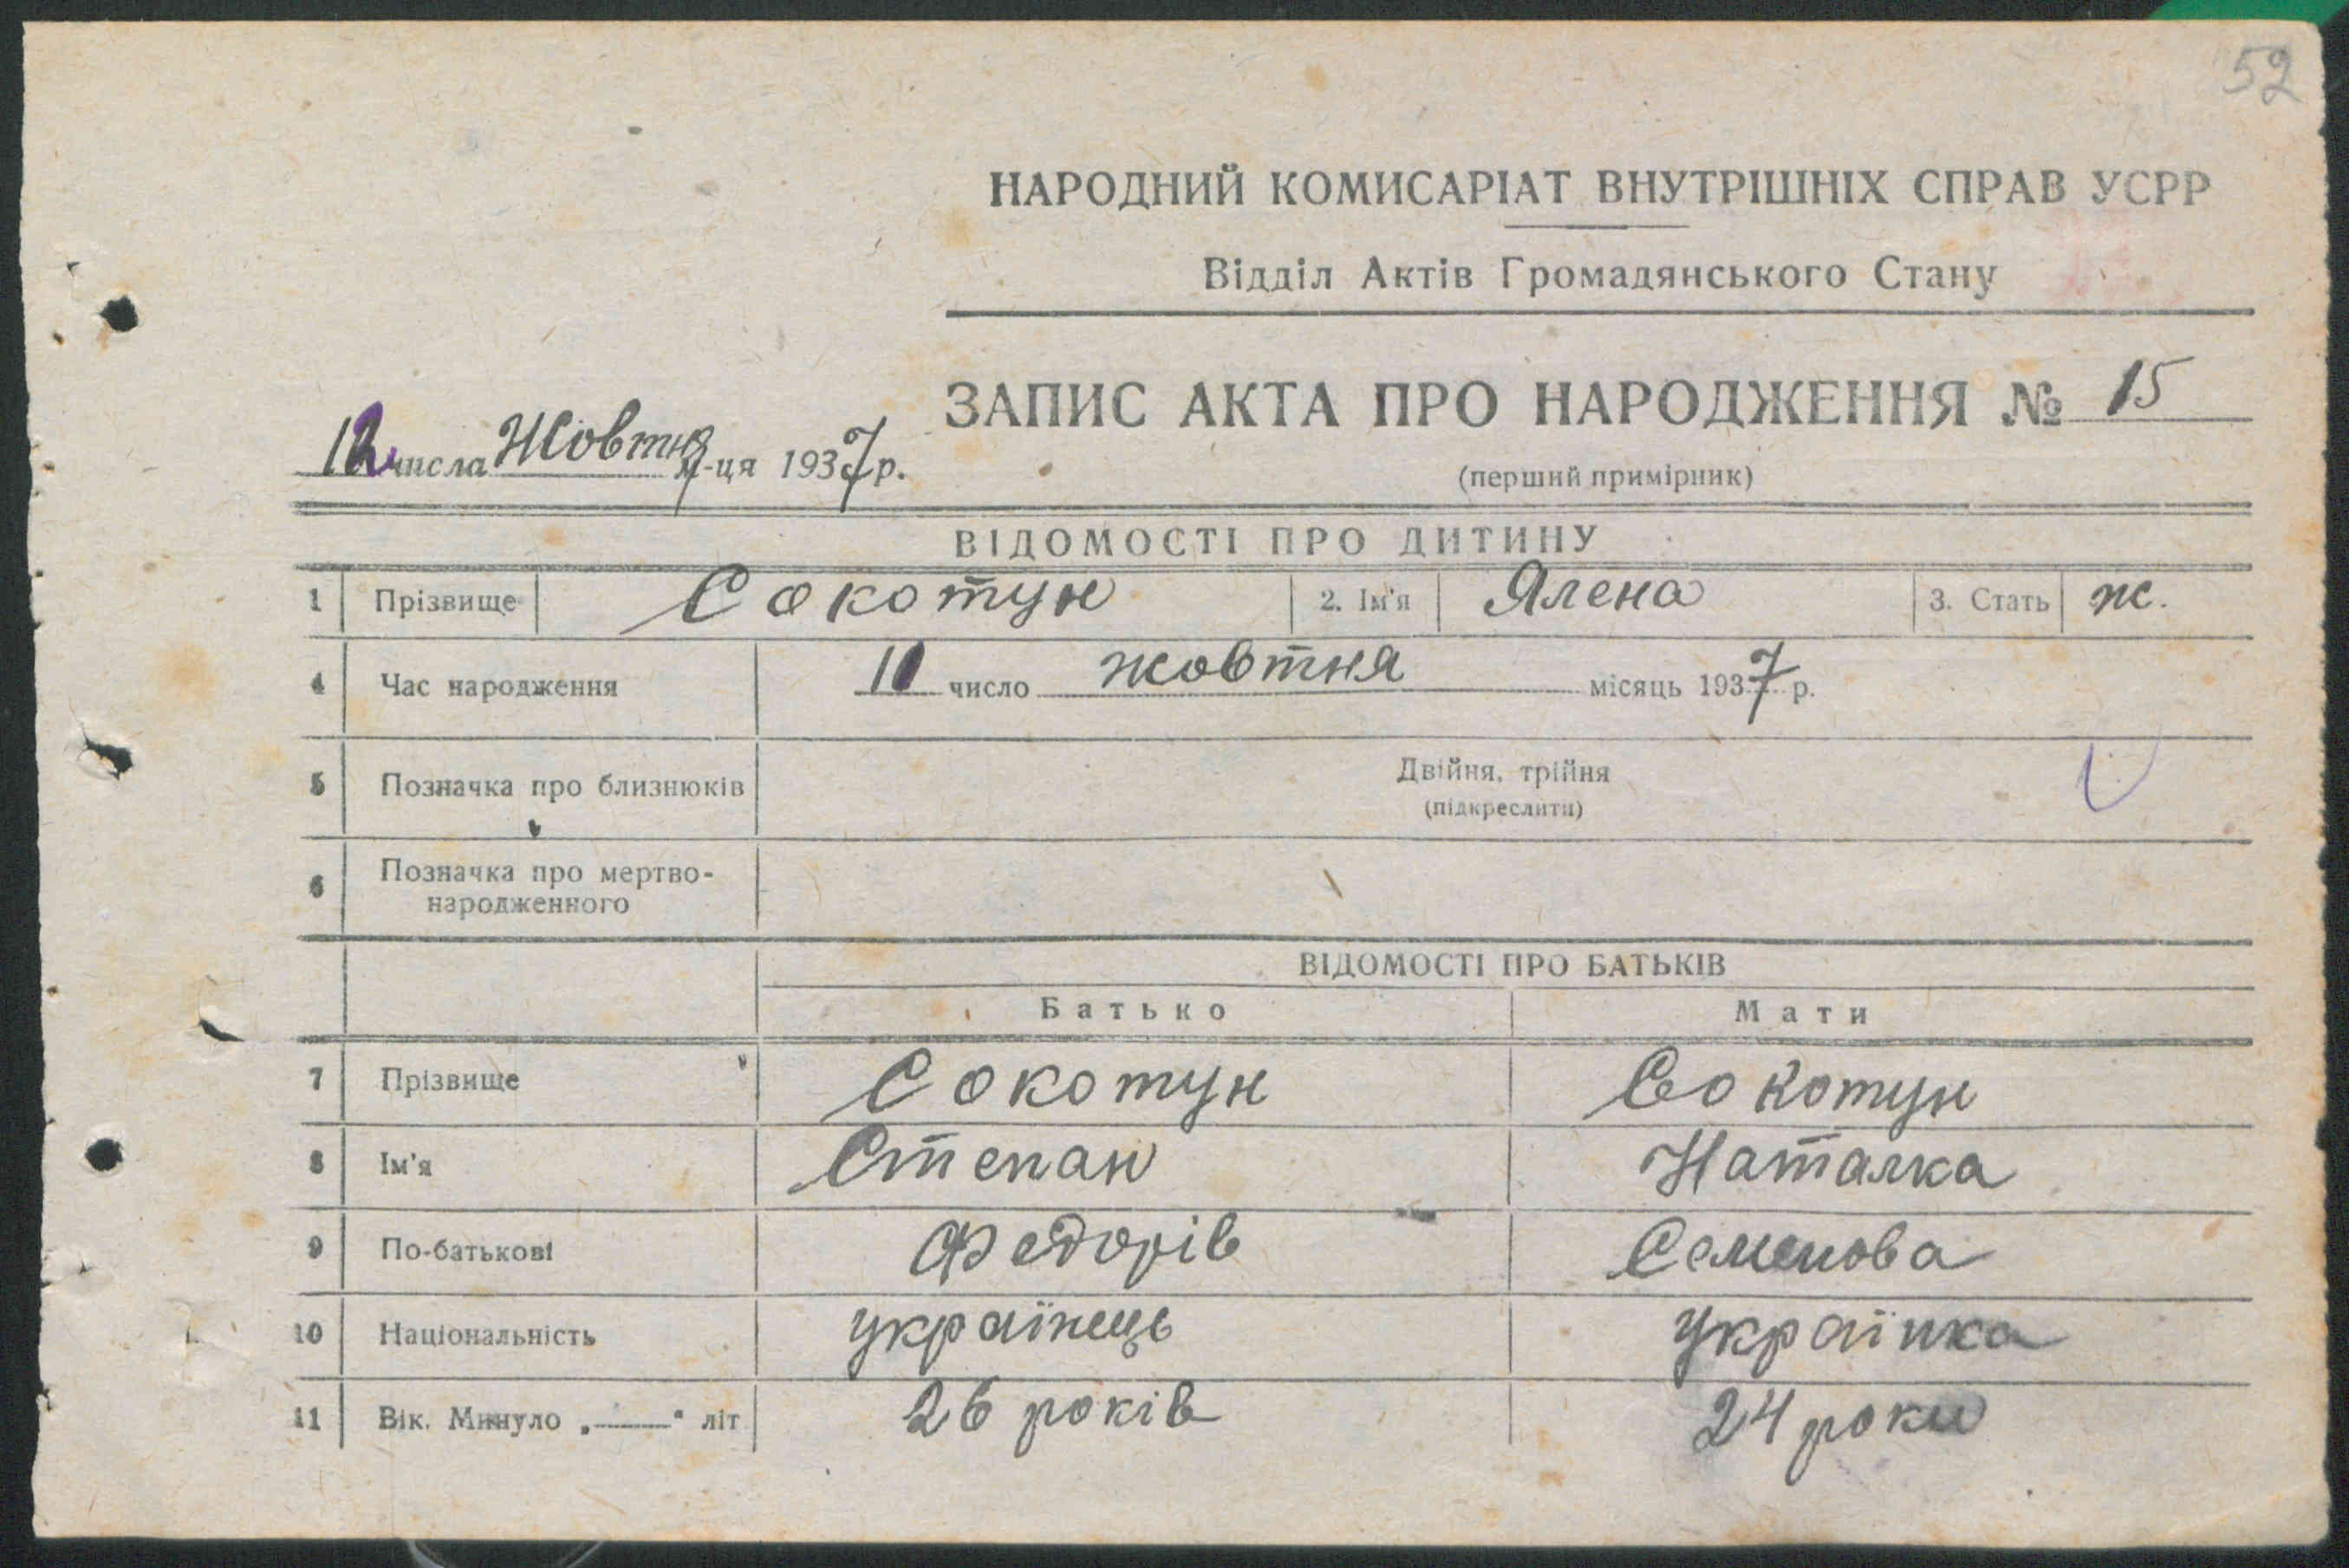 52
НАРОДНИЙ КОМИСАРІАТ ВНУТРІШНІХ СПРАВ УСРР
Відділ Актів Громадянського Стану
ЗАПИС АКТА ПРО НАРОДЖЕННЯ № 15
12 числа Жовтня м-ця 1937 р.
(перший примірник)
ВІДОМОСТІ ПРО ДИТИНУ
1 Прізвище Сокотун 2. Ім'я Ялена 3. Стать ж.
4 Час народження 10 число жовтня місяць 1937 р.
5 Позначка про близнюків Двійня, трійня
(підкреслити)
6 Позначка про мертво-
народженного
ВІДОМОСТІ ПРО БАТЬКІВ
Батько Мати
7 Прізвище Сокотун Сокотун
8 Ім'я Степан Наталка
9 По-батькові Федорів Семенова
10 Національність українець українка
11 Вік. Минуло „——" літ 26 років 24 роки